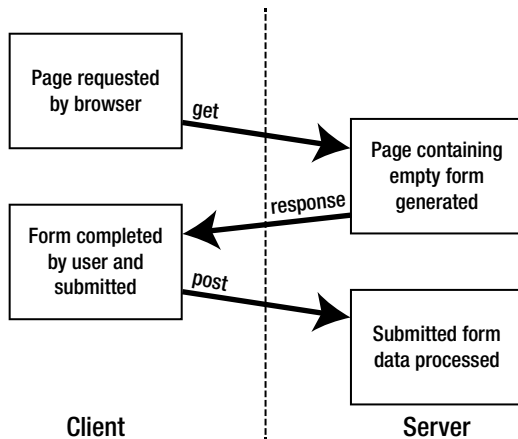 Page requested
by browser
get
Page containing
empty form
generated
response
Form completed
by user and
submitted
post
Submitted form
data processed
Client
Server